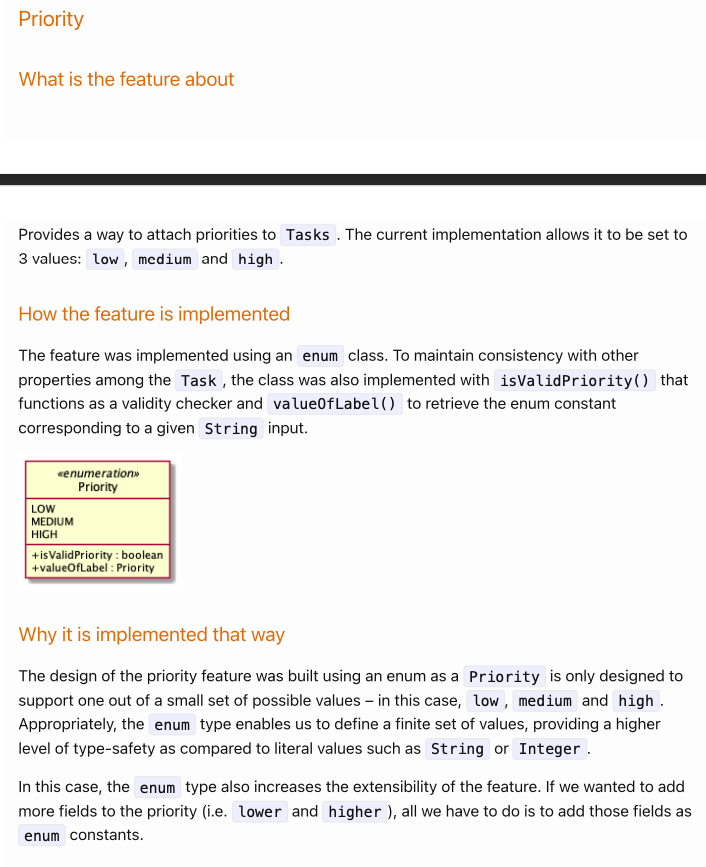 Priority
What is the feature about
Provides a way to attach priorities to Tasks . The current implementation allows it to be set to
3 values: low , medium and high .
How the feature is implemented
The feature was implemented using an enum class. To maintain consistency with other
properties among the Task , the class was also implemented with isValidPriority() that
functions as a validity checker and valueOfLabel() to retrieve the enum constant
corresponding to a given String input.
«enumeration»
Priority
LOW
MEDIUM
HIGH
+isValidPriority : boolean
+valueOfLabel : Priority
Why it is implemented that way
The design of the priority feature was built using an enum as a Priority is only designed to
support one out of a small set of possible values – in this case, low , medium and high .
Appropriately, the enum type enables us to define a finite set of values, providing a higher
level of type-safety as compared to literal values such as String or Integer .
In this case, the enum type also increases the extensibility of the feature. If we wanted to add
more fields to the priority (i.e. lower and higher ), all we have to do is to add those fields as
enum constants.